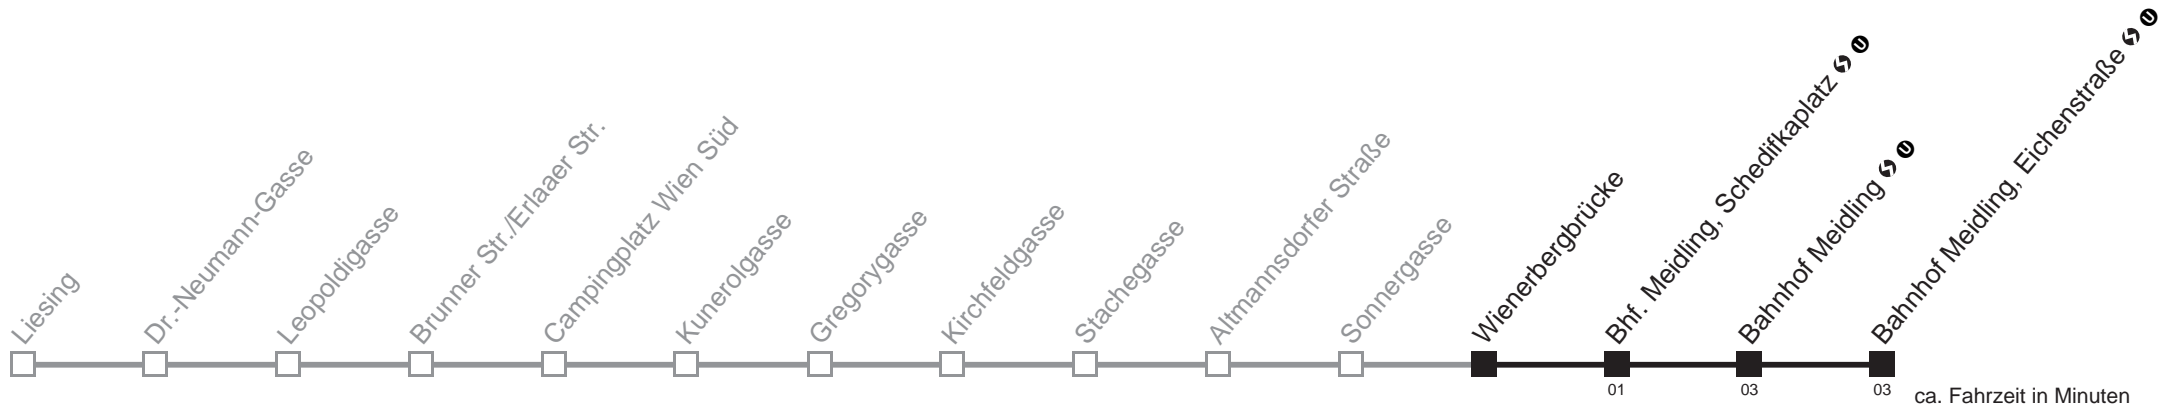 Liesing
Dr.-Neumann-Gasse
Leopoldigasse
Brunner Str./Erlaaer Str.
Campingplatz Wien Süd
Kunerolgasse
Gregorygasse
Kirchfeldgasse
Stachegasse
Altmannsdorfer Straße
Sonnergasse
Wienerbergbrücke
Bhf. Meidling, Schedifkaplatz U
Bahnhof Meidling U
Bahnhof Meidling, Eichenstraße U
01
03
03
ca. Fahrzeit in Minuten